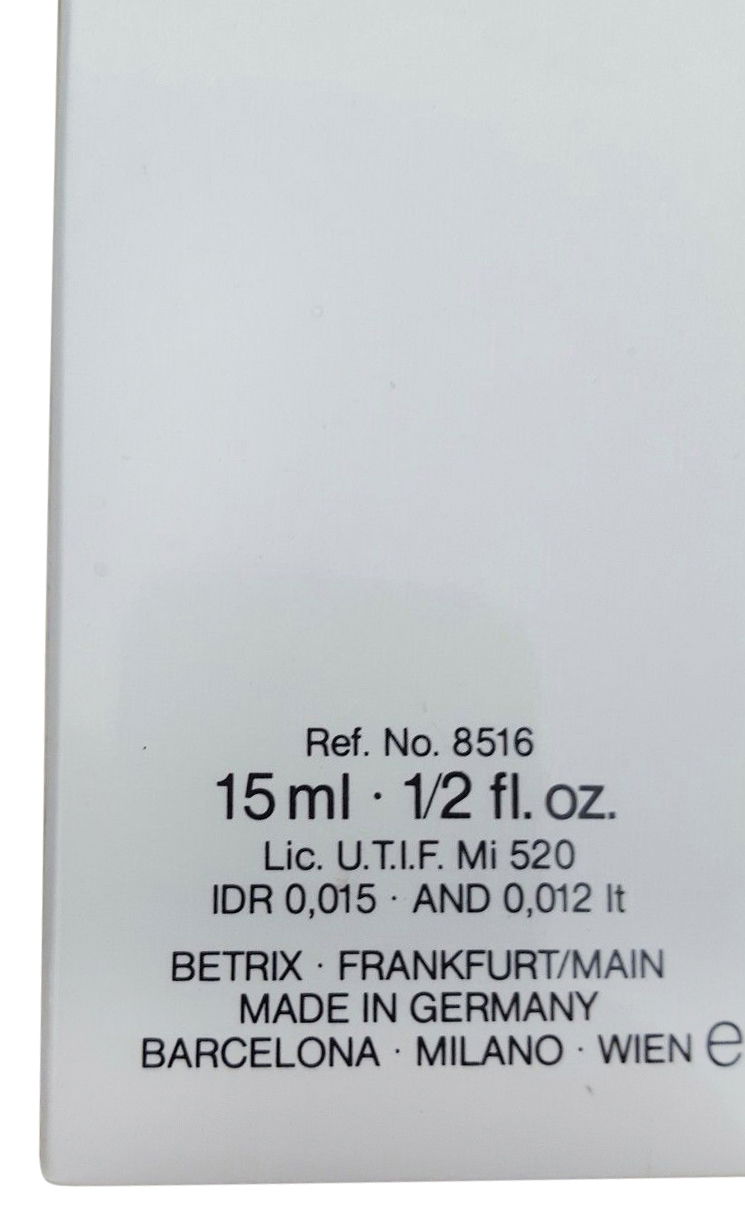 Ref. No. 8516
15 ml · 1/2 fl. oz.
Lic. U.T.I.F. Mi 520
IDR 0,015 · AND 0,012 lt
BETRIX · FRANKFURT/MAIN
MADE IN GERMANY
BARCELONA · MILANO · WIEN ℮